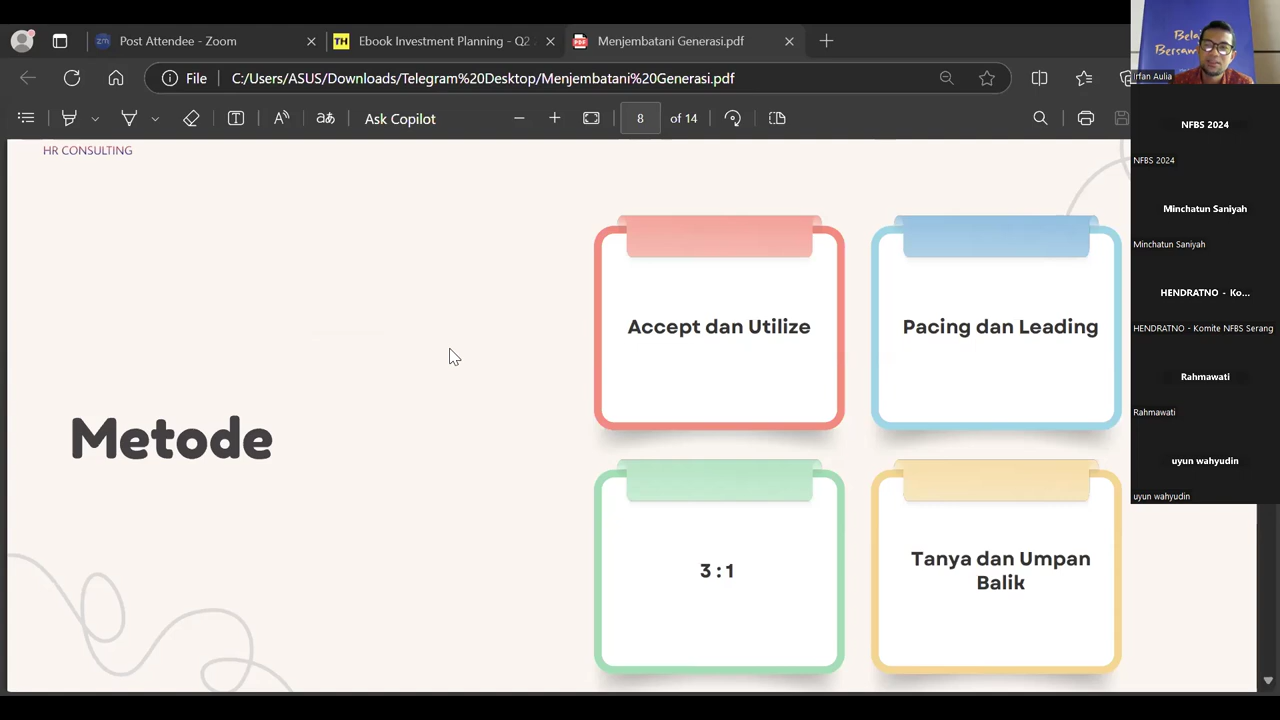 Post Attendee - Zoom
Ebook Investment Planning - Q2
Menjembatani Generasi.pdf
File
C:/Users/ASUS/Downloads/Telegram%20Desktop/Menjembatani%20Generasi.pdf
Ask Copilot
8
of 14
HR CONSULTING
Metode
Accept dan Utilize
Pacing dan Leading
3 : 1
Tanya dan Umpan
Balik
Irfan Aulia
NFBS 2024
NFBS 2024
Minchatun Saniyah
Minchatun Saniyah
HENDRATNO - Ko...
HENDRATNO - Komite NFBS Serang
Rahmawati
Rahmawati
uyun wahyudin
uyun wahyudin